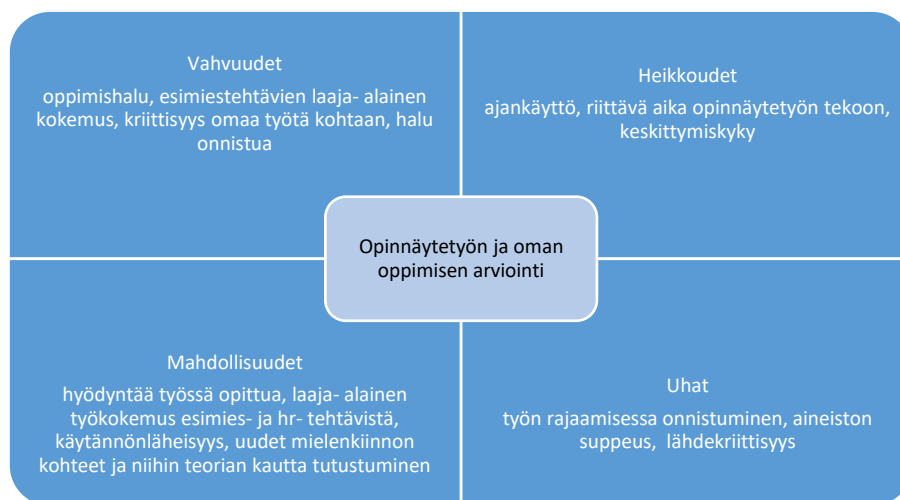 Vahvuudet
oppimishalu, esimiestehtävien laaja- alainen
kokemus, kriittisyys omaa työtä kohtaan, halu
onnistua
Heikkoudet
ajankäyttö, riittävä aika opinnäytetyön tekoon,
keskittymiskyky
Opinnäytetyön ja oman
oppimisen arviointi
Mahdollisuudet
hyödyntää työssä opittua, laaja- alainen
työkokemus esimies- ja hr- tehtävistä,
käytännönläheisyys, uudet mielenkiinnon
kohteet ja niihin teorian kautta tutustuminen
Uhat
työn rajaamisessa onnistuminen, aineiston
suppeus, lähdekriittisyys